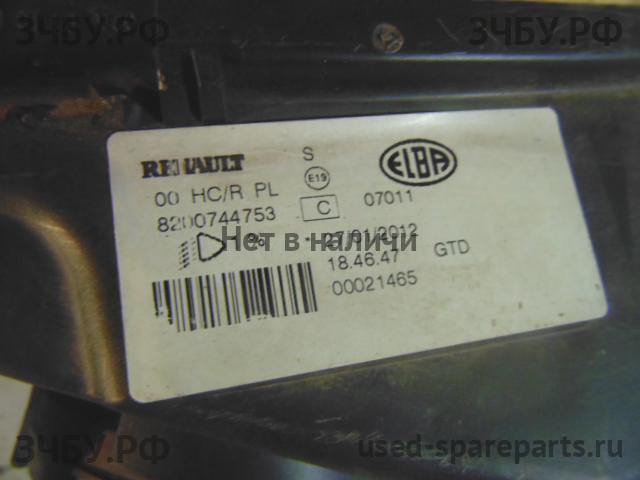 ЗЧБУ.РФ
ЗЧБУ.РФ
RENAULT S ELBA
00 HC/R PL E19
8200744753 C 07011
1% 27/01/2012
Нет в наличи
18.46.47 GTD
00021465
ЗЧБУ.РФ
used-spareparts.ru